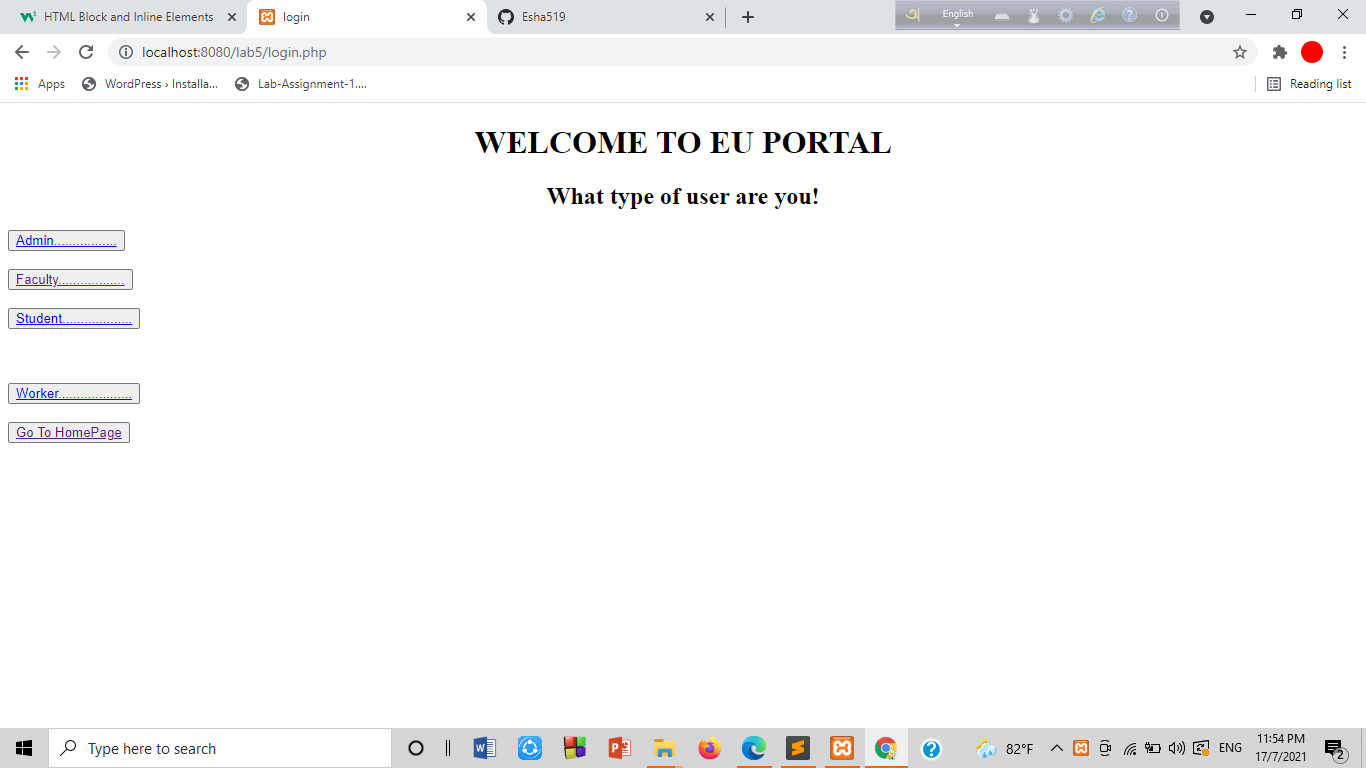 HTML Block and Inline Elements
login
Esha519
English
localhost:8080/lab5/login.php
Apps
WordPress › Installa...
Lab-Assignment-1....
Reading list
WELCOME TO EU PORTAL
What type of user are you!
Admin.................
Faculty..................
Student...................
Worker....................
Go To HomePage
Type here to search
82°F
ENG
11:54 PM
17/7/2021
2